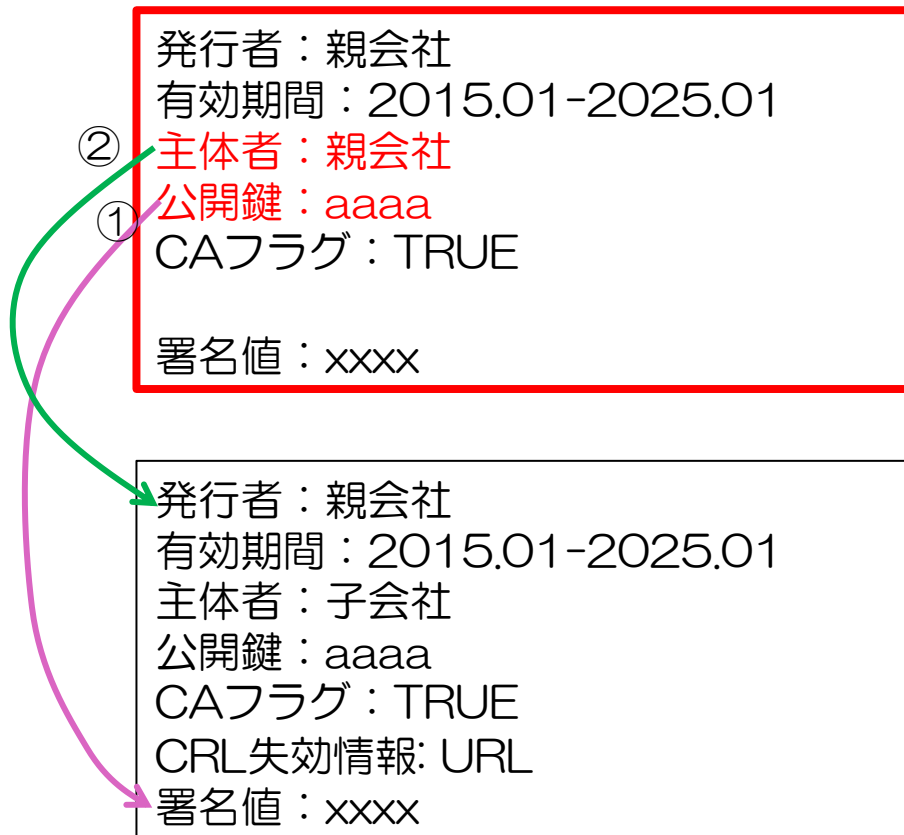 発行者：親会社
有効期間：2015.01-2025.01
②
主体者：親会社
①
公開鍵：aaaa
CAフラグ：TRUE
署名値：xxxx
発行者：親会社
有効期間：2015.01-2025.01
主体者：子会社
公開鍵：aaaa
CAフラグ：TRUE
CRL失効情報: URL
署名値：xxxx